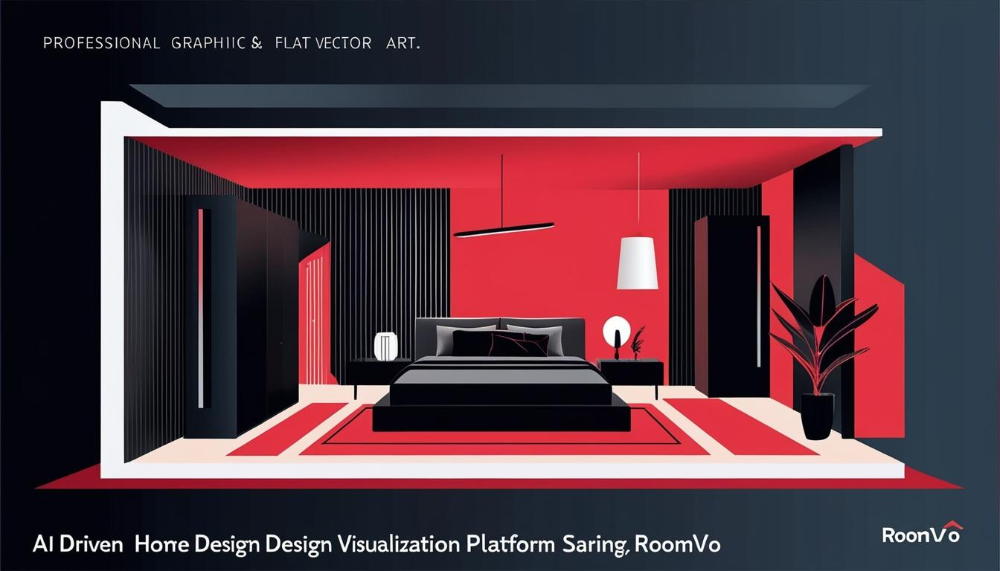 PROFESSIONAL GRAPHIIC & FLAT VECTOR ART.
AI Driven Home Design Design Visualization Platform Saring, RoomVo
RoonVo